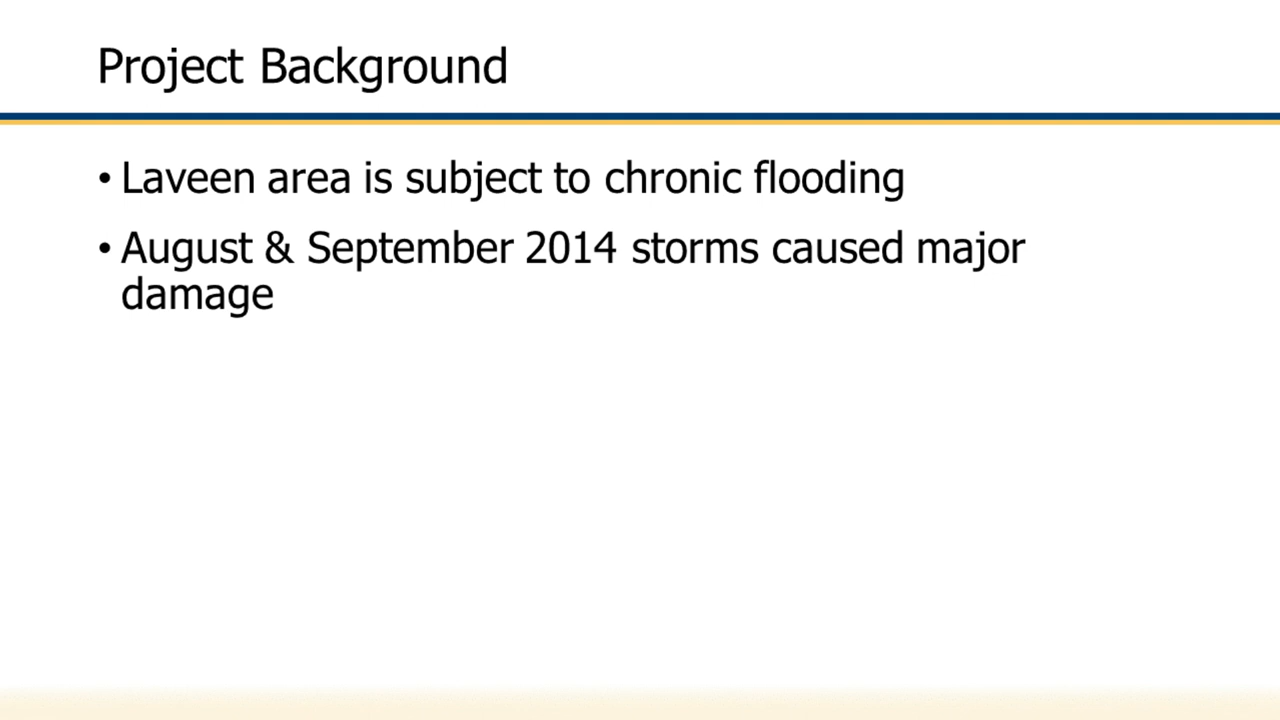 Project Background
• Laveen area is subject to chronic flooding
• August & September 2014 storms caused major
damage